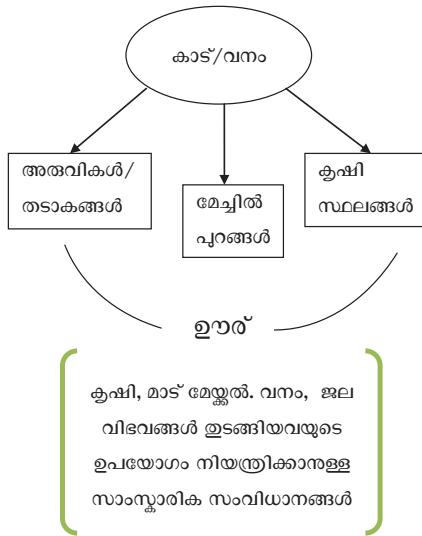 കാട്/വനം
അരുവികൾ/
തടാകങ്ങൾ
മേച്ചിൽ
പുറങ്ങൾ
കൃഷി
സ്ഥലങ്ങൾ
ഊര്
കൃഷി, മാട് മേയ്ക്കൽ. വനം, ജല
വിഭവങ്ങൾ തുടങ്ങിയവയുടെ
ഉപയോഗം നിയന്ത്രിക്കാനുള്ള
സാംസ്കാരിക സംവിധാനങ്ങൾ